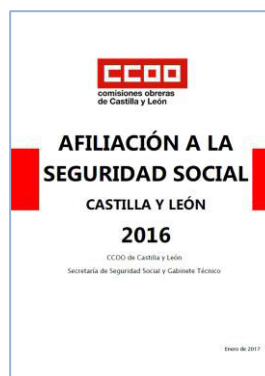 CCOO
comisiones obreras
de Castilla y León
AFILIACIÓN A LA
SEGURIDAD SOCIAL
CASTILLA Y LEÓN
2016
CCOO de Castilla y León
Secretaría de Seguridad Social y Gabinete Técnico
Enero de 2017